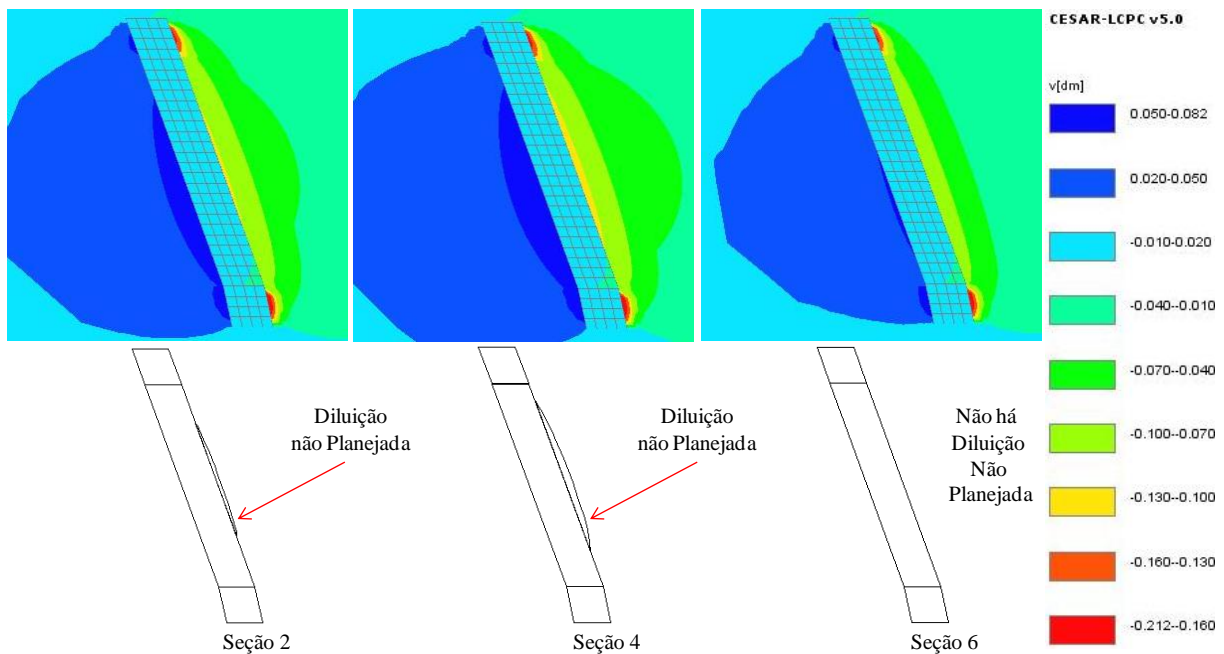 CESAR-LCPC v5.0
v[dm]
0.050-0.082
0.020-0.050
-0.010-0.020
-0.040-0.010
-0.070--0.040
-0.100--0.070
-0.130--0.100
-0.160--0.130
-0.212--0.160
Diluição
não Planejada
Seção 2
Diluição
não Planejada
Seção 4
Não há
Diluição
Não
Planejada
Seção 6